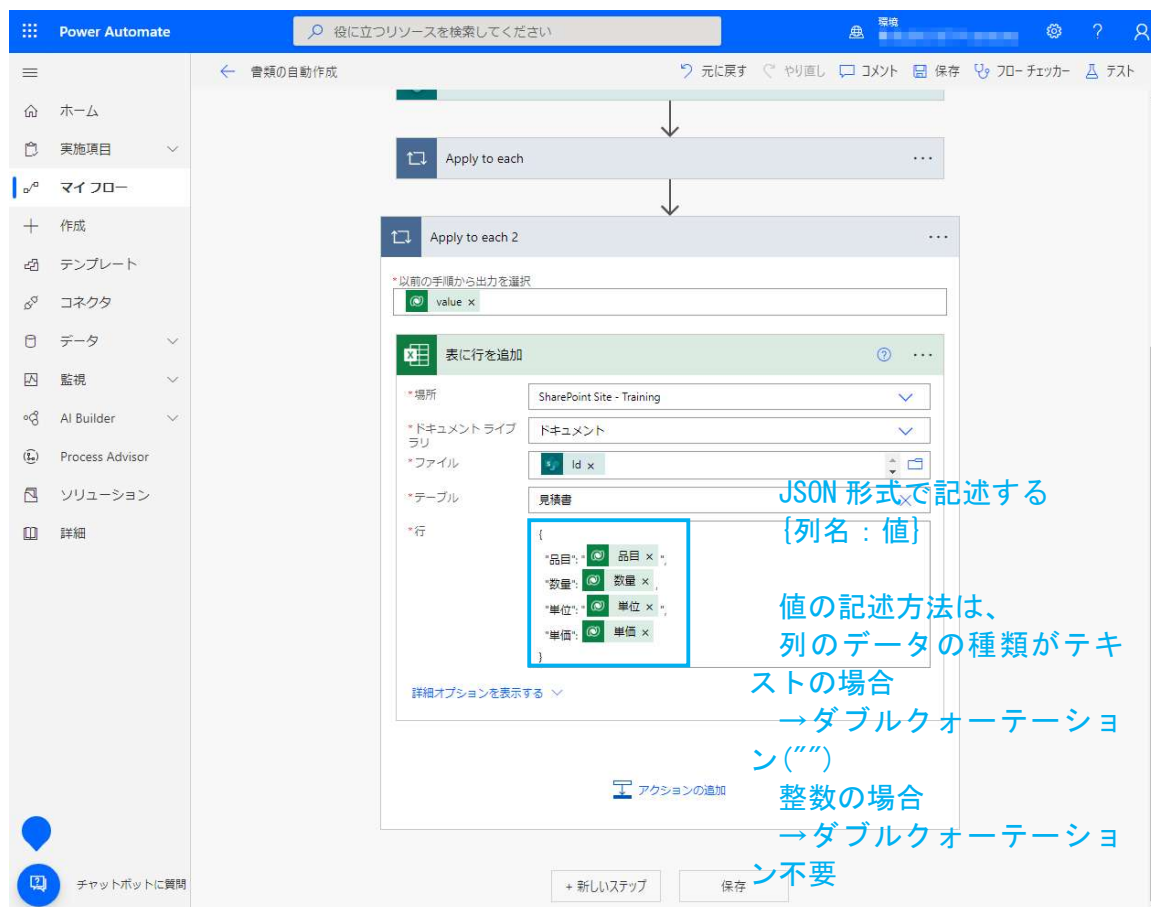 Power Automate
役に立つリソースを検索してください
環境
書類の自動作成
元に戻す
やり直し
コメント
保存
フロー チェッカー
テスト
ホーム
実施項目
マイ フロー
作成
テンプレート
コネクタ
データ
監視
AI Builder
Process Advisor
ソリューション
詳細
チャットボットに質問
Apply to each
Apply to each 2
*以前の手順から出力を選択
value ×
表に行を追加
*場所
SharePoint Site - Training
*ドキュメント ライブ
ラリ
ドキュメント
*ファイル
Id ×
*テーブル
見積書
*行
{
"品目": " 品目 × ",
"数量": 数量 × ,
"単位": " 単位 × ",
"単価": 単価 ×
}
詳細オプションを表示する
アクションの追加
+ 新しいステップ
保存
JSON 形式で記述する
{列名：値}
値の記述方法は、
列のデータの種類がテキ
ストの場合
→ダブルクォーテーショ
ン("")
整数の場合
→ダブルクォーテーショ
ン不要